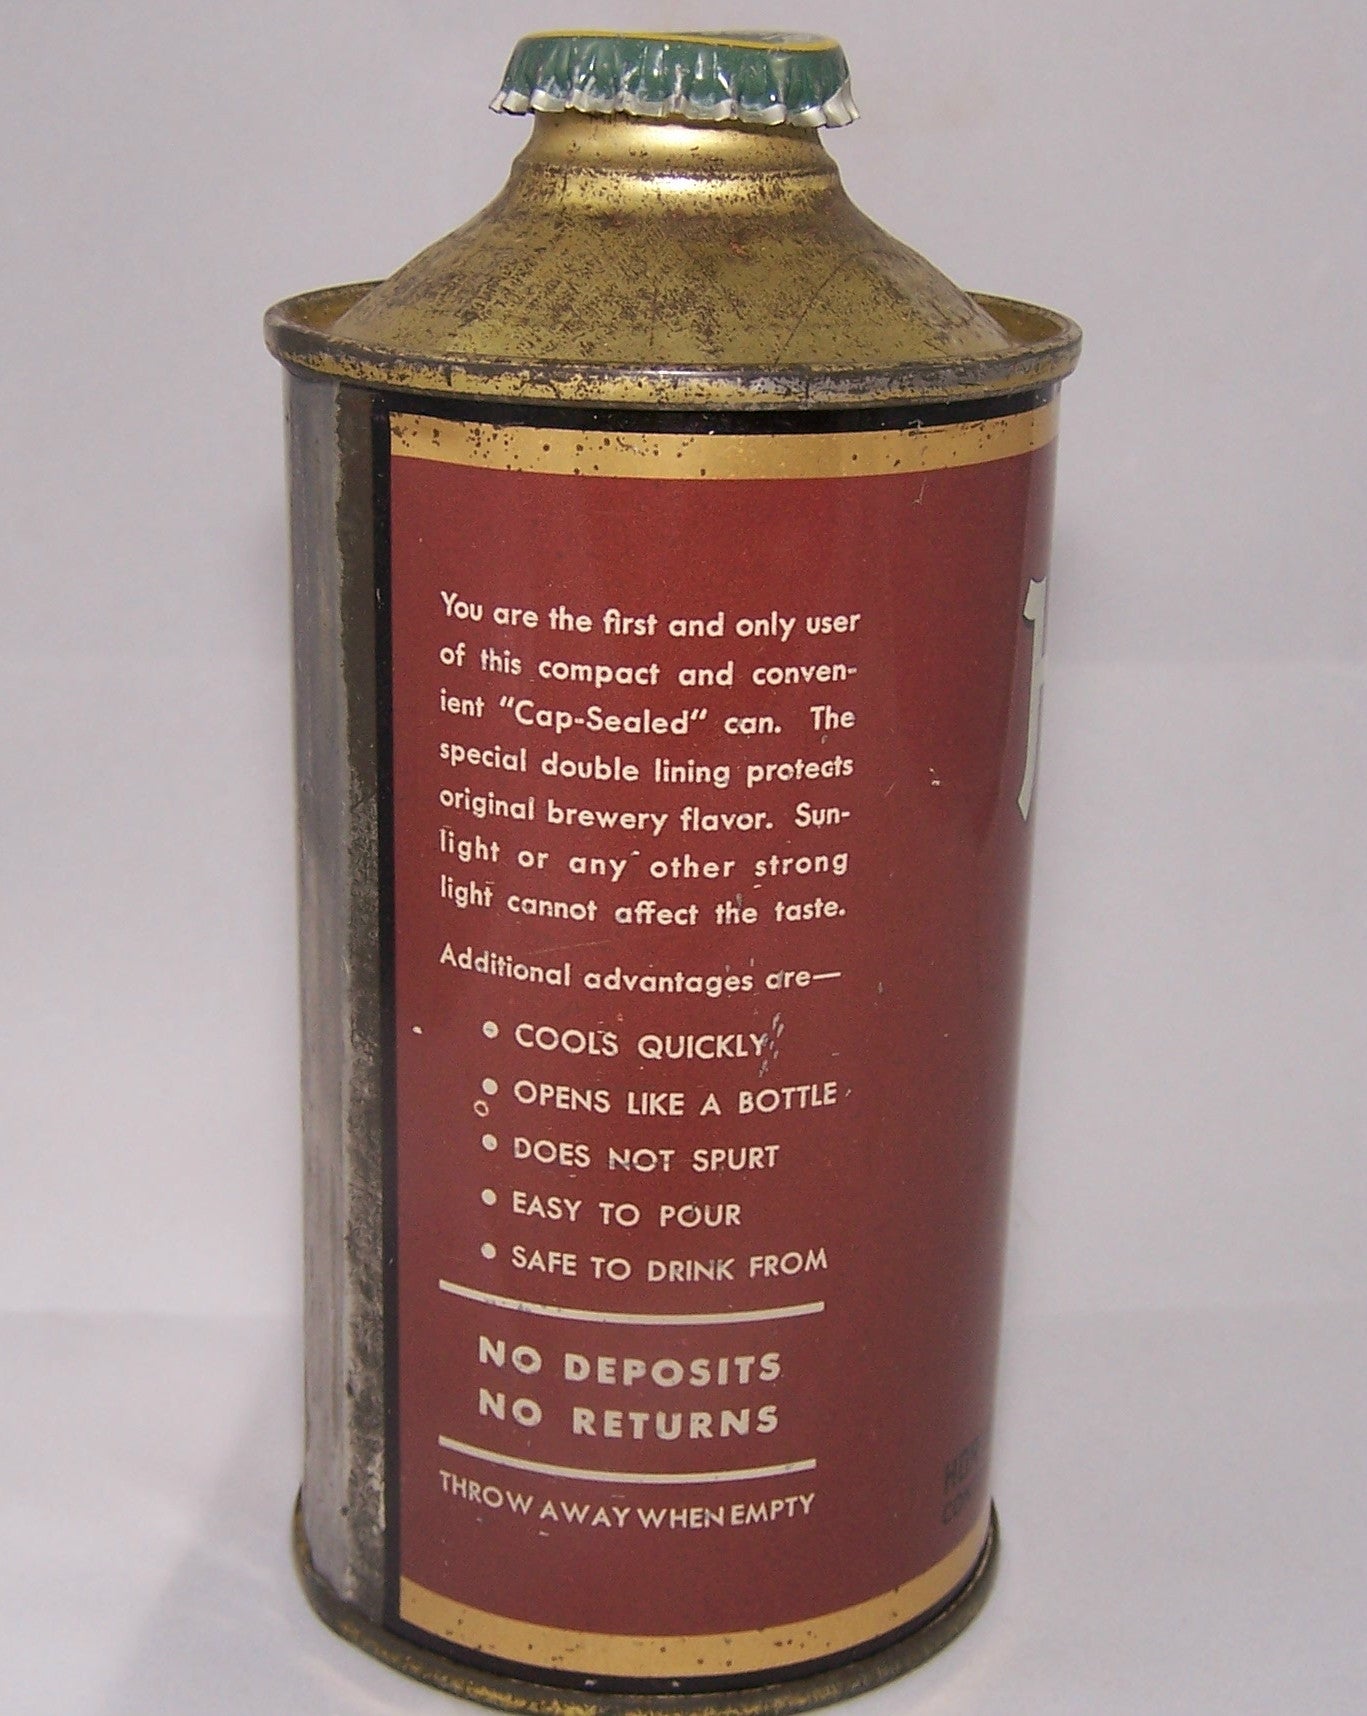 You are the first and only user
of this compact and conven-
ient "Cap-Sealed" can. The
special double lining protects
original brewery flavor. Sun-
light or any other strong
light cannot affect the taste.
Additional advantages are—
• COOLS QUICKLY
• OPENS LIKE A BOTTLE
• DOES NOT SPURT
• EASY TO POUR
• SAFE TO DRINK FROM
NO DEPOSITS
NO RETURNS
THROW AWAY WHEN EMPTY